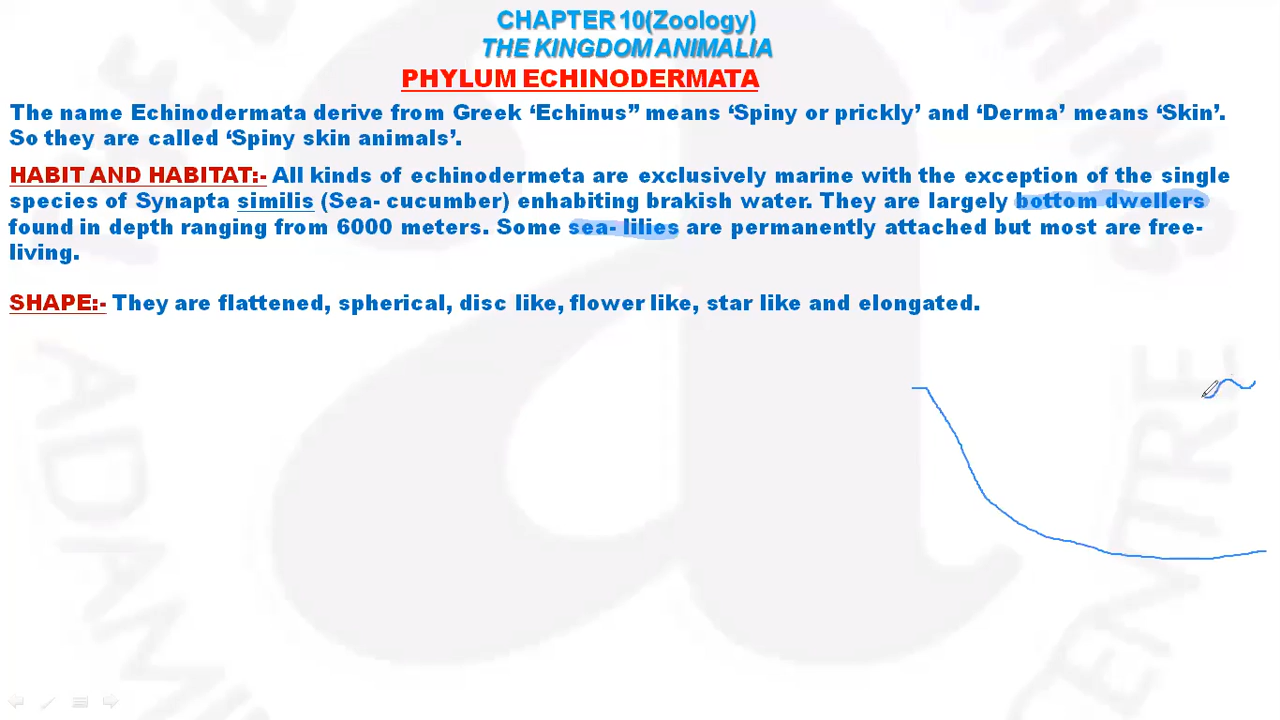 CHAPTER 10(Zoology)
THE KINGDOM ANIMALIA
PHYLUM ECHINODERMATA
The name Echinodermata derive from Greek ‘Echinus” means ‘Spiny or prickly’ and ‘Derma’ means ‘Skin’.
So they are called ‘Spiny skin animals’.
HABIT AND HABITAT:- All kinds of echinodermeta are exclusively marine with the exception of the single
species of Synapta similis (Sea- cucumber) enhabiting brakish water. They are largely bottom dwellers
found in depth ranging from 6000 meters. Some sea- lilies are permanently attached but most are free-
living.
SHAPE:- They are flattened, spherical, disc like, flower like, star like and elongated.